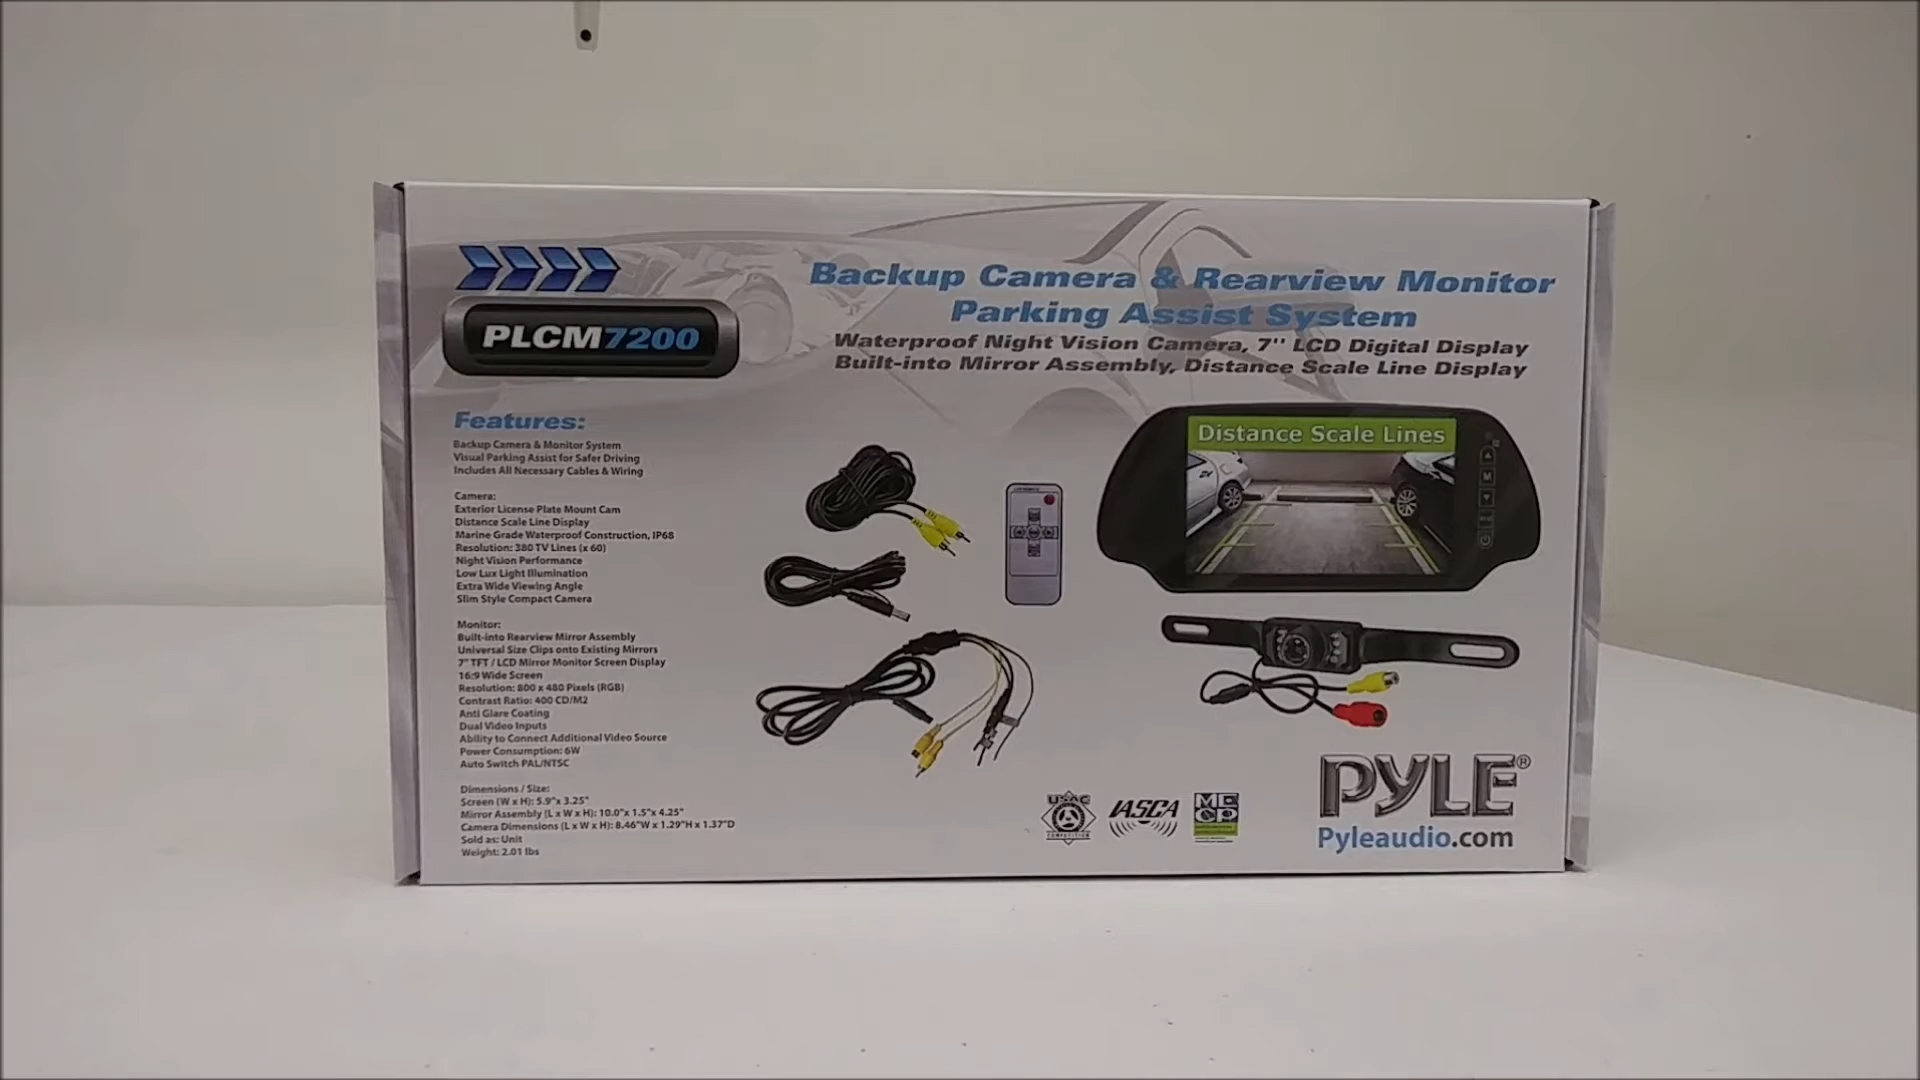 PLCM7200
Backup Camera & Rearview Monitor
Parking Assist System
Waterproof Night Vision Camera, 7'' LCD Digital Display
Built-into Mirror Assembly, Distance Scale Line Display
Features:
Backup Camera & Monitor System
Visual Parking Assist for Safer Driving
Includes All Necessary Cables & Wiring
Camera:
Exterior License Plate Mount Cam
Distance Scale Line Display
Marine Grade Waterproof Construction, IP68
Resolution: 380 TV Lines (x 60)
Night Vision Performance
Low Lux Light Illumination
Extra Wide Viewing Angle
Slim Style Compact Camera
Monitor:
Built-into Rearview Mirror Assembly
Universal Size Clips onto Existing Mirrors
7" TFT / LCD Mirror Monitor Screen Display
16:9 Wide Screen
Resolution: 800 x 480 Pixels (RGB)
Contrast Ratio: 400 CD/M2
Anti Glare Coating
Dual Video Inputs
Ability to Connect Additional Video Source
Power Consumption: 6W
Auto Switch PAL/NTSC
Dimensions / Size:
Screen (W x H): 5.9"x 3.25"
Mirror Assembly (L x W x H): 10.0"x 1.5"x 4.25"
Camera Dimensions (L x W x H): 8.46"W x 1.29"H x 1.37"D
Sold as: Unit
Weight: 2.01 lbs
Distance Scale Lines
M
USAC
COMPETITION
IASCA
PYLE®
Pyleaudio.com